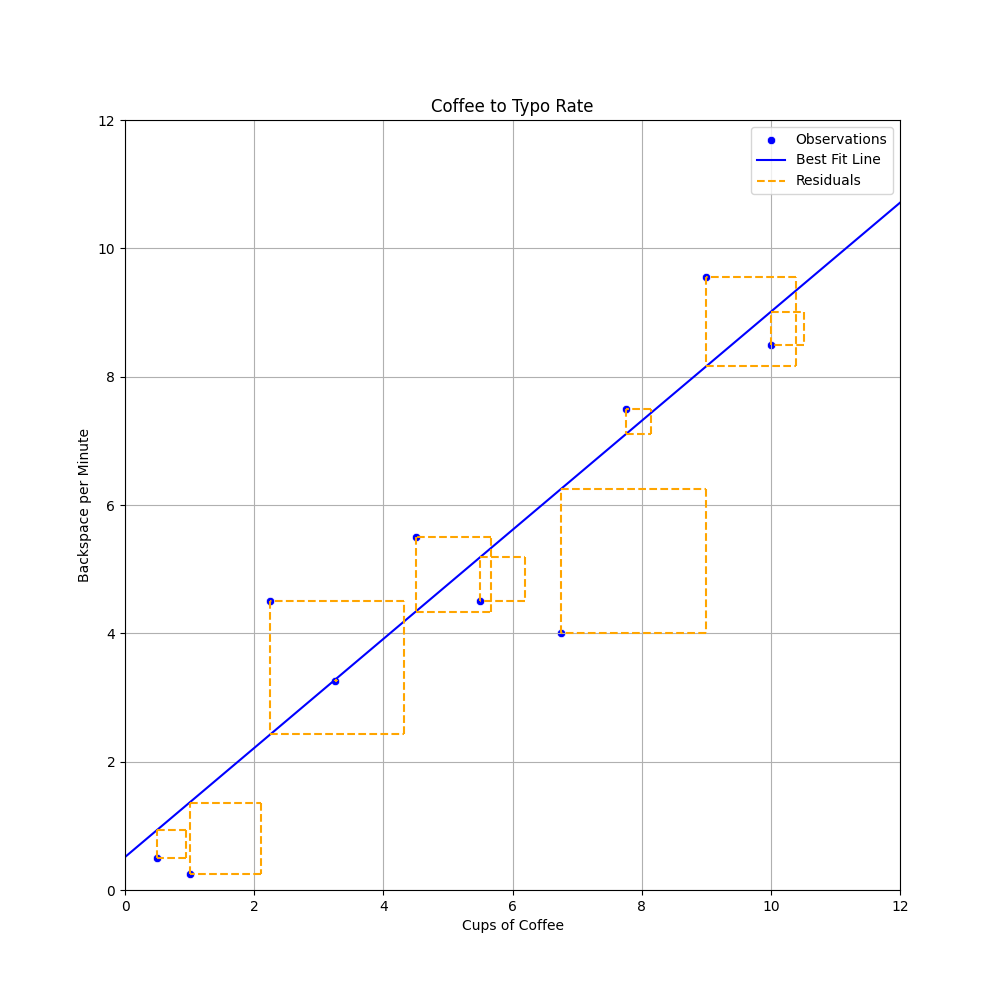 Coffee to Typo Rate
Observations
Best Fit Line
Residuals
Backspace per Minute
12
10
8
6
4
2
0
0 2 4 6 8 10 12
Cups of Coffee